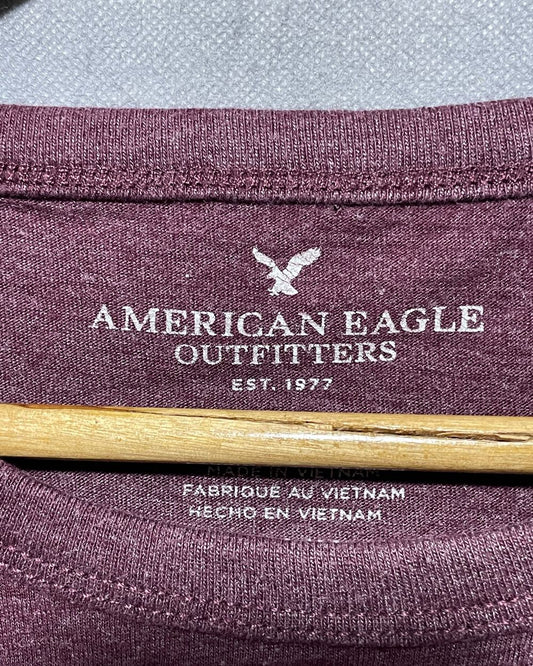 AMERICAN EAGLE
OUTFITTERS
EST. 1977
MADE IN VIETNAM
FABRIQUE AU VIETNAM
HECHO EN VIETNAM